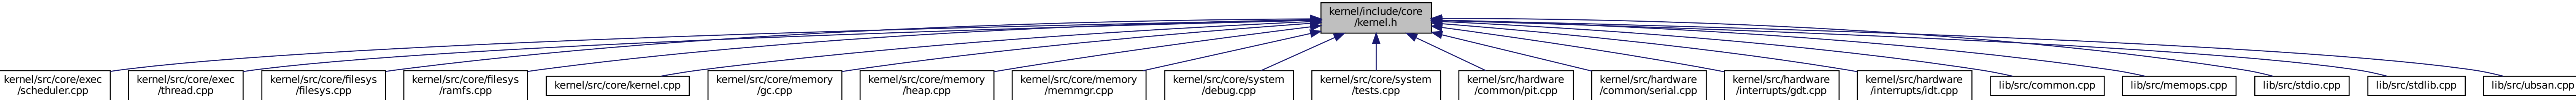 kernel/include/core
/kernel.h
kernel/src/core/exec
/scheduler.cpp
kernel/src/core/exec
/thread.cpp
kernel/src/core/filesys
/filesys.cpp
kernel/src/core/filesys
/ramfs.cpp
kernel/src/core/kernel.cpp
kernel/src/core/memory
/gc.cpp
kernel/src/core/memory
/heap.cpp
kernel/src/core/memory
/memmgr.cpp
kernel/src/core/system
/debug.cpp
kernel/src/core/system
/tests.cpp
kernel/src/hardware
/common/pit.cpp
kernel/src/hardware
/common/serial.cpp
kernel/src/hardware
/interrupts/gdt.cpp
kernel/src/hardware
/interrupts/idt.cpp
lib/src/common.cpp
lib/src/memops.cpp
lib/src/stdio.cpp
lib/src/stdlib.cpp
lib/src/ubsan.cpp